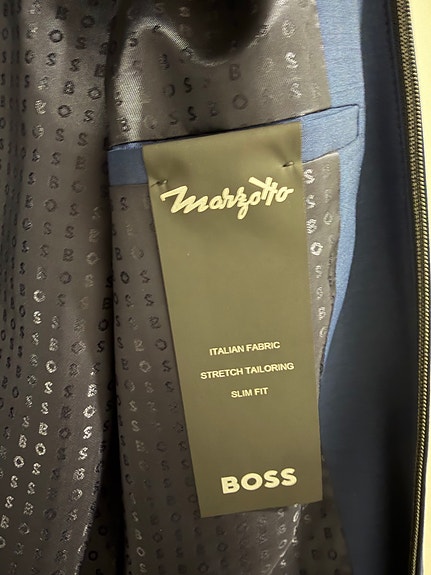 Marzotto
ITALIAN FABRIC
STRETCH TAILORING
SLIM FIT
BOSS